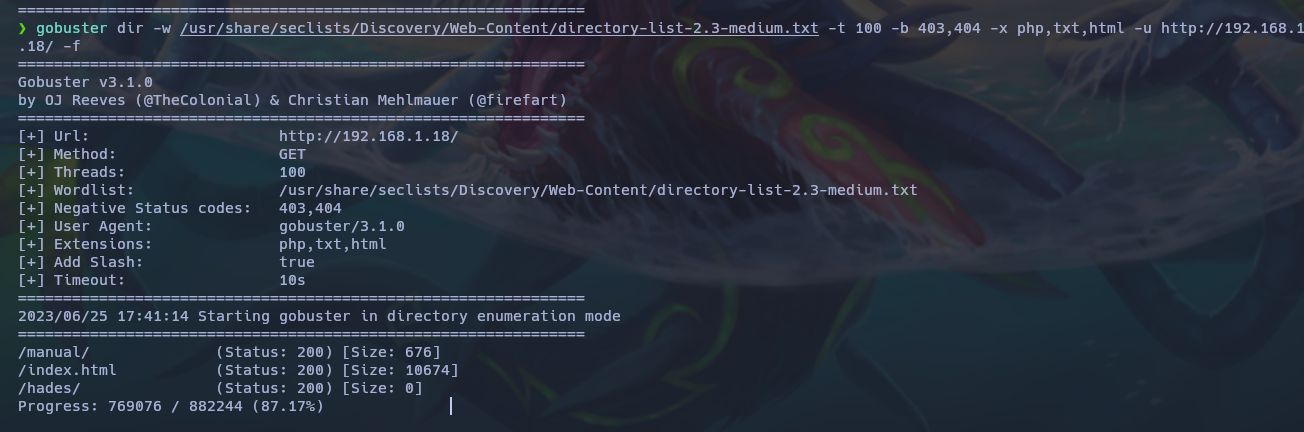 ===============================================================
❯ gobuster dir -w /usr/share/seclists/Discovery/Web-Content/directory-list-2.3-medium.txt -t 100 -b 403,404 -x php,txt,html -u http://192.168.1
.18/ -f
===============================================================
Gobuster v3.1.0
by OJ Reeves (@TheColonial) & Christian Mehlmauer (@firefart)
===============================================================
[+] Url:                     http://192.168.1.18/
[+] Method:                  GET
[+] Threads:                 100
[+] Wordlist:                /usr/share/seclists/Discovery/Web-Content/directory-list-2.3-medium.txt
[+] Negative Status codes:   403,404
[+] User Agent:              gobuster/3.1.0
[+] Extensions:              php,txt,html
[+] Add Slash:               true
[+] Timeout:                 10s
===============================================================
2023/06/25 17:41:14 Starting gobuster in directory enumeration mode
===============================================================
/manual/              (Status: 200) [Size: 676]
/index.html           (Status: 200) [Size: 10674]
/hades/               (Status: 200) [Size: 0]
Progress: 769076 / 882244 (87.17%)